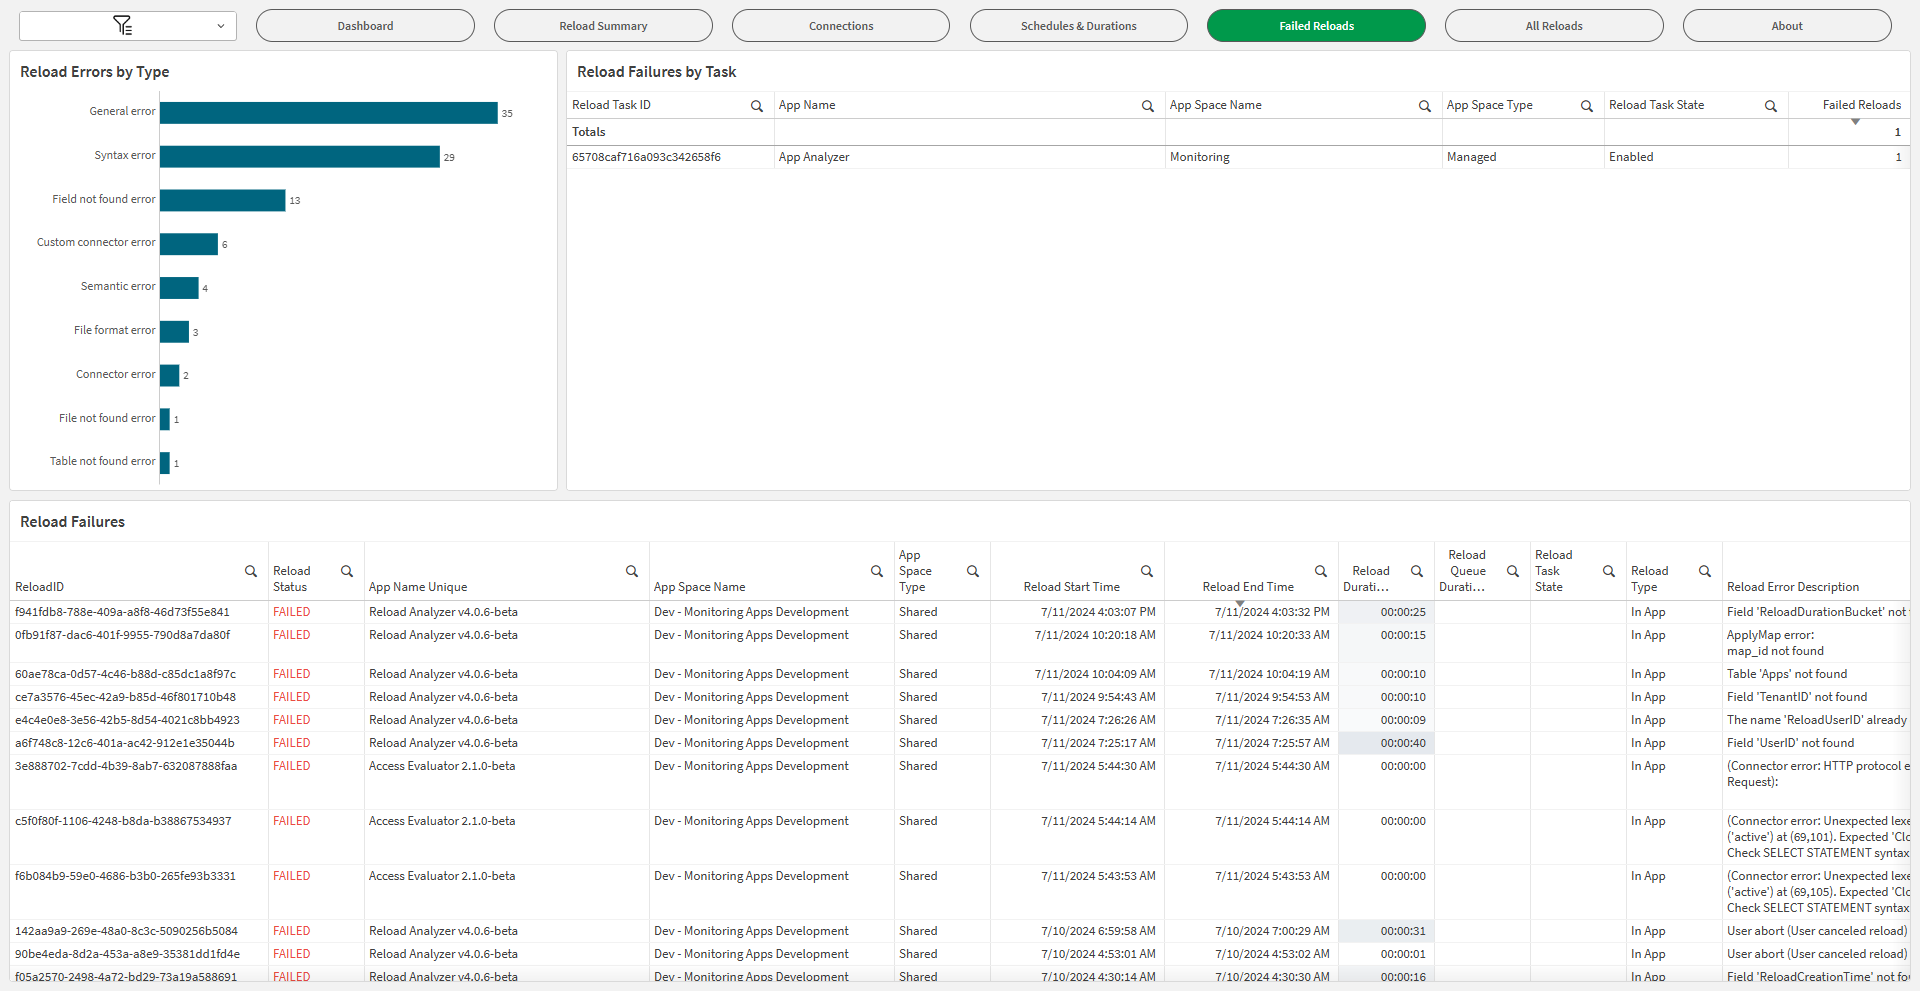 Dashboard
Reload Summary
Connections
Schedules & Durations
Failed Reloads
All Reloads
About
Reload Errors by Type
General error 35
Syntax error 29
Field not found error 13
Custom connector error 6
Semantic error 4
File format error 3
Connector error 2
File not found error 1
Table not found error 1
Reload Failures by Task
Reload Task ID App Name App Space Name App Space Type Reload Task State Failed Reloads
Totals 1
65708caf716a093c342658f6 App Analyzer Monitoring Managed Enabled 1
Reload Failures
ReloadID Reload Status App Name Unique App Space Name App Space Type Reload Start Time Reload End Time Reload Durati... Reload Queue Durati... Reload Task State Reload Type Reload Error Description
f941fdb8-788e-409a-a8f8-46d73f55e841 FAILED Reload Analyzer v4.0.6-beta Dev - Monitoring Apps Development Shared 7/11/2024 4:03:07 PM 7/11/2024 4:03:32 PM 00:00:25 In App Field 'ReloadDurationBucket' not
0fb91f87-dac6-401f-9955-790d8a7da80f FAILED Reload Analyzer v4.0.6-beta Dev - Monitoring Apps Development Shared 7/11/2024 10:20:18 AM 7/11/2024 10:20:33 AM 00:00:15 In App ApplyMap error:
map_id not found
60ae78ca-0d57-4c46-b88d-c85dc1a8f97c FAILED Reload Analyzer v4.0.6-beta Dev - Monitoring Apps Development Shared 7/11/2024 10:04:09 AM 7/11/2024 10:04:19 AM 00:00:10 In App Table 'Apps' not found
ce7a3576-45ec-42a9-b85d-46f801710b48 FAILED Reload Analyzer v4.0.6-beta Dev - Monitoring Apps Development Shared 7/11/2024 9:54:43 AM 7/11/2024 9:54:53 AM 00:00:10 In App Field 'TenantID' not found
e4c4e0e8-3e56-42b5-8d54-4021c8bb4923 FAILED Reload Analyzer v4.0.6-beta Dev - Monitoring Apps Development Shared 7/11/2024 7:26:26 AM 7/11/2024 7:26:35 AM 00:00:09 In App The name 'ReloadUserID' already
a6f748c8-12c6-401a-ac42-912e1e35044b FAILED Reload Analyzer v4.0.6-beta Dev - Monitoring Apps Development Shared 7/11/2024 7:25:17 AM 7/11/2024 7:25:57 AM 00:00:40 In App Field 'UserID' not found
3e888702-7cdd-4b39-8ab7-632087888faa FAILED Access Evaluator 2.1.0-beta Dev - Monitoring Apps Development Shared 7/11/2024 5:44:30 AM 7/11/2024 5:44:30 AM 00:00:00 In App (Connector error: HTTP protocol e
Request):
c5f0f80f-1106-4248-b8da-b38867534937 FAILED Access Evaluator 2.1.0-beta Dev - Monitoring Apps Development Shared 7/11/2024 5:44:14 AM 7/11/2024 5:44:14 AM 00:00:00 In App (Connector error: Unexpected lexe
('active') at (69,101). Expected 'Clo
Check SELECT STATEMENT syntax
f6b084b9-59e0-4686-b3b0-265fe93b3331 FAILED Access Evaluator 2.1.0-beta Dev - Monitoring Apps Development Shared 7/11/2024 5:43:53 AM 7/11/2024 5:43:53 AM 00:00:00 In App (Connector error: Unexpected lexe
('active') at (69,105). Expected 'Clo
Check SELECT STATEMENT syntax
142aa9a9-269e-48a0-8c3c-5090256b5084 FAILED Reload Analyzer v4.0.6-beta Dev - Monitoring Apps Development Shared 7/10/2024 6:59:58 AM 7/10/2024 7:00:29 AM 00:00:31 In App User abort (User canceled reload)
90be4eda-8d2a-453a-a8e9-35381dd1fd4e FAILED Reload Analyzer v4.0.6-beta Dev - Monitoring Apps Development Shared 7/10/2024 4:53:01 AM 7/10/2024 4:53:02 AM 00:00:01 In App User abort (User canceled reload)
f05a2570-2498-4a72-bd29-73a19a588691 FAILED Reload Analyzer v4.0.6-beta Dev - Monitoring Apps Development Shared 7/10/2024 4:30:14 AM 7/10/2024 4:30:30 AM 00:00:16 In App Field 'ReloadCreationTime' not fo